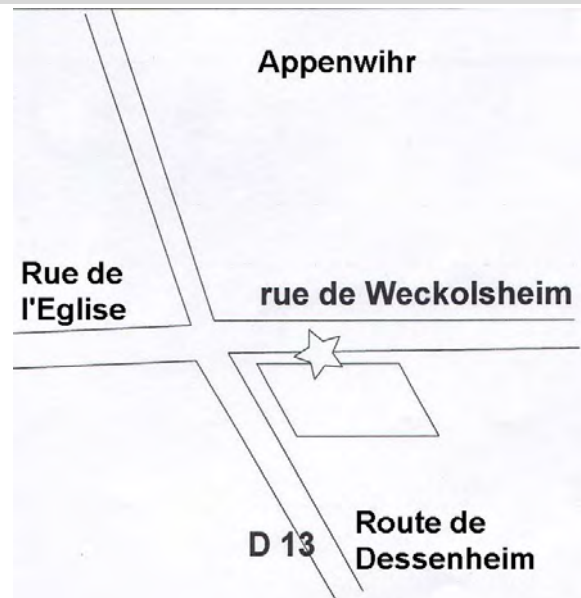 Appenwihr
Rue de
l'Eglise
rue de Weckolsheim
D 13
Route de
Dessenheim